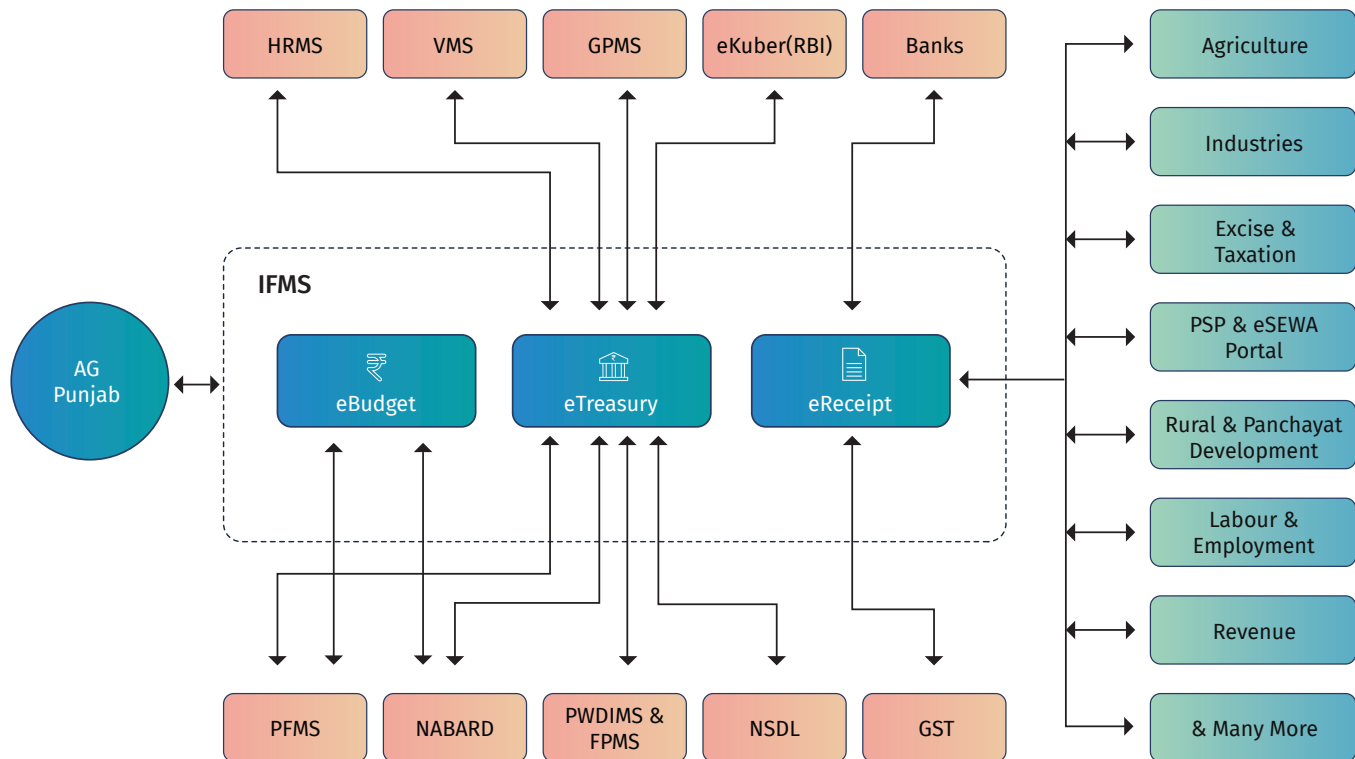 HRMS
VMS
GPMS
eKuber(RBI)
Banks
Agriculture
Industries
Excise &
Taxation
PSP & eSEWA
Portal
Rural & Panchayat
Development
Labour &
Employment
Revenue
& Many More
IFMS
AG
Punjab
₹
eBudget
eTreasury
eReceipt
PFMS
NABARD
PWDIMS &
FPMS
NSDL
GST